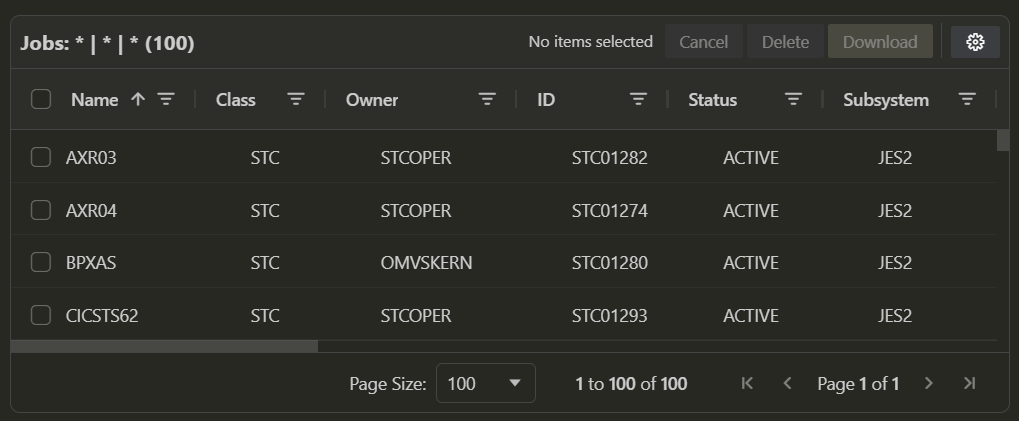 Jobs: * | * | * (100) No items selected Cancel Delete Download
Name Class Owner ID Status Subsystem
AXR03 STC STCOPER STC01282 ACTIVE JES2
AXR04 STC STCOPER STC01274 ACTIVE JES2
BPXAS STC OMVSKERN STC01280 ACTIVE JES2
CICSTS62 STC STCOPER STC01293 ACTIVE JES2
Page Size: 100 1 to 100 of 100 Page 1 of 1